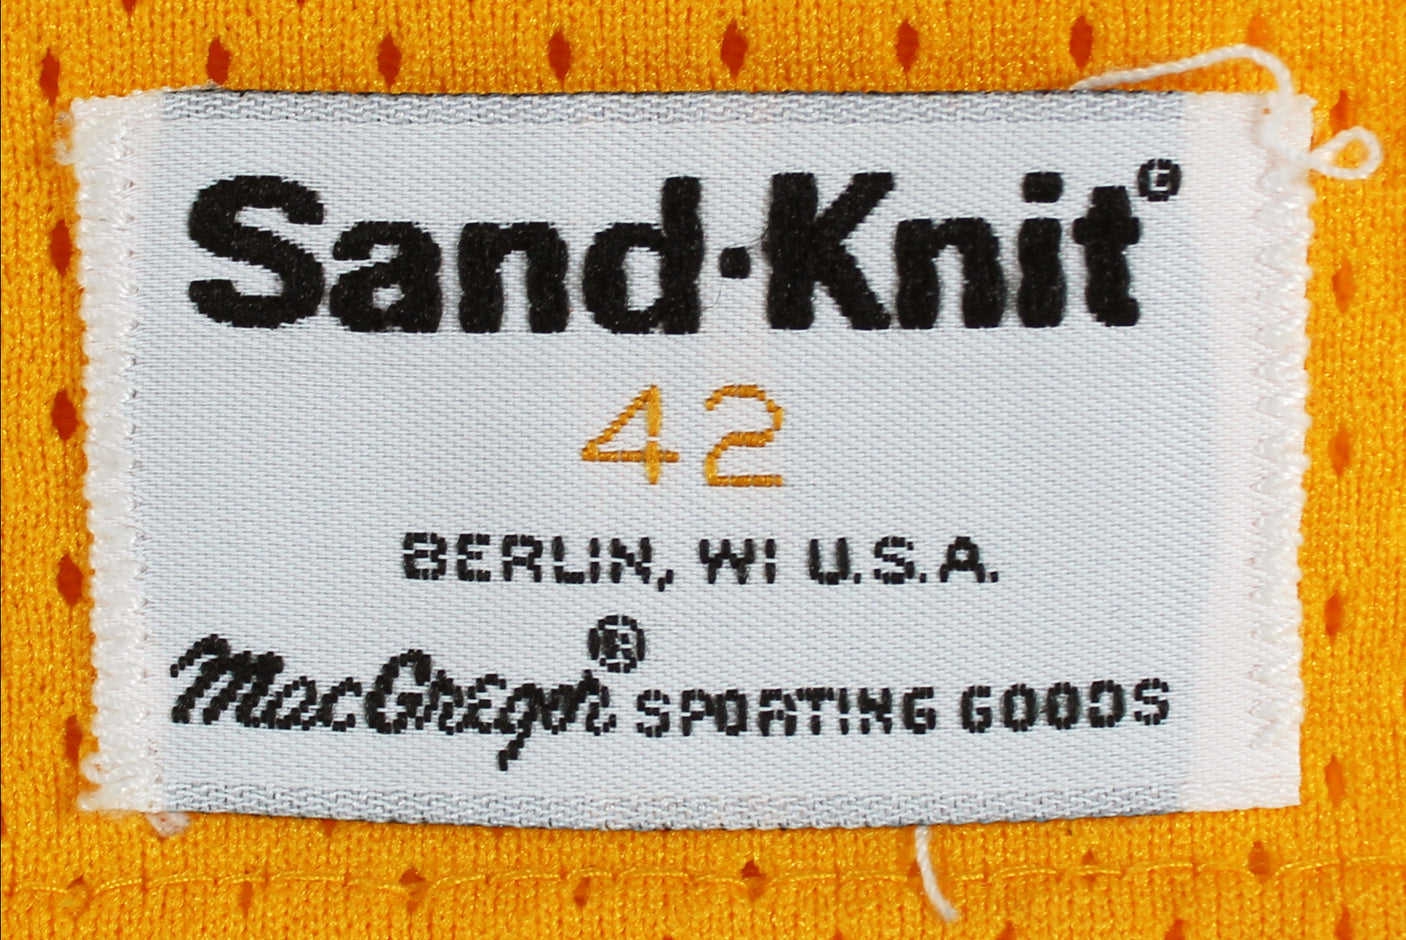 Sand·Knit®
42
BERLIN, WI U.S.A.
MacGregor® SPORTING GOODS